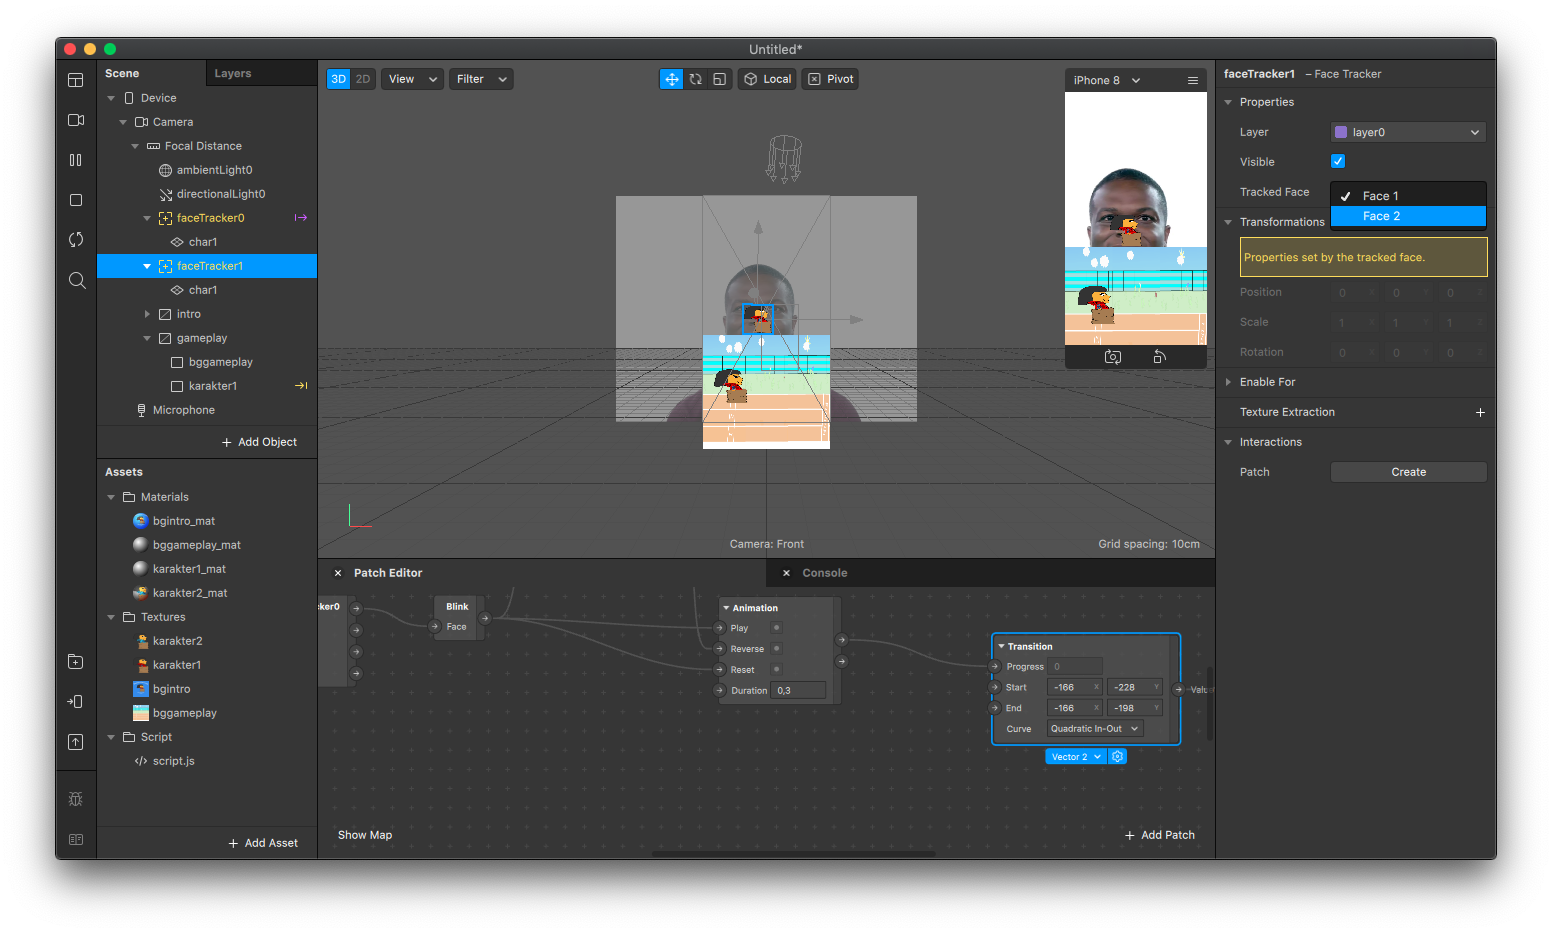 Untitled*
Scene
Layers
Device
Camera
Focal Distance
ambientLight0
directionalLight0
faceTracker0
char1
faceTracker1
char1
intro
gameplay
bggameplay
karakter1
Microphone
Add Object
Assets
Materials
bgintro_mat
bggameplay_mat
karakter1_mat
karakter2_mat
Textures
karakter2
karakter1
bgintro
bggameplay
Script
script.js
Add Asset
3D 2D View Filter
Local Pivot
iPhone 8
Camera: Front
Grid spacing: 10cm
Patch Editor
Console
cker0
Blink
Face
Animation
Play
Reverse
Reset
Duration 0,3
Transition
Progress 0
Start -166 X -228 Y
End -166 X -198 Y
Curve Quadratic In-Out
Vector 2
Show Map
Add Patch
faceTracker1 – Face Tracker
Properties
Layer layer0
Visible
Tracked Face
Face 1
Face 2
Transformations
Properties set by the tracked face.
Position 0 0 0
Scale 1 1 1
Rotation 0 0 0
Enable For
Texture Extraction
Interactions
Patch Create